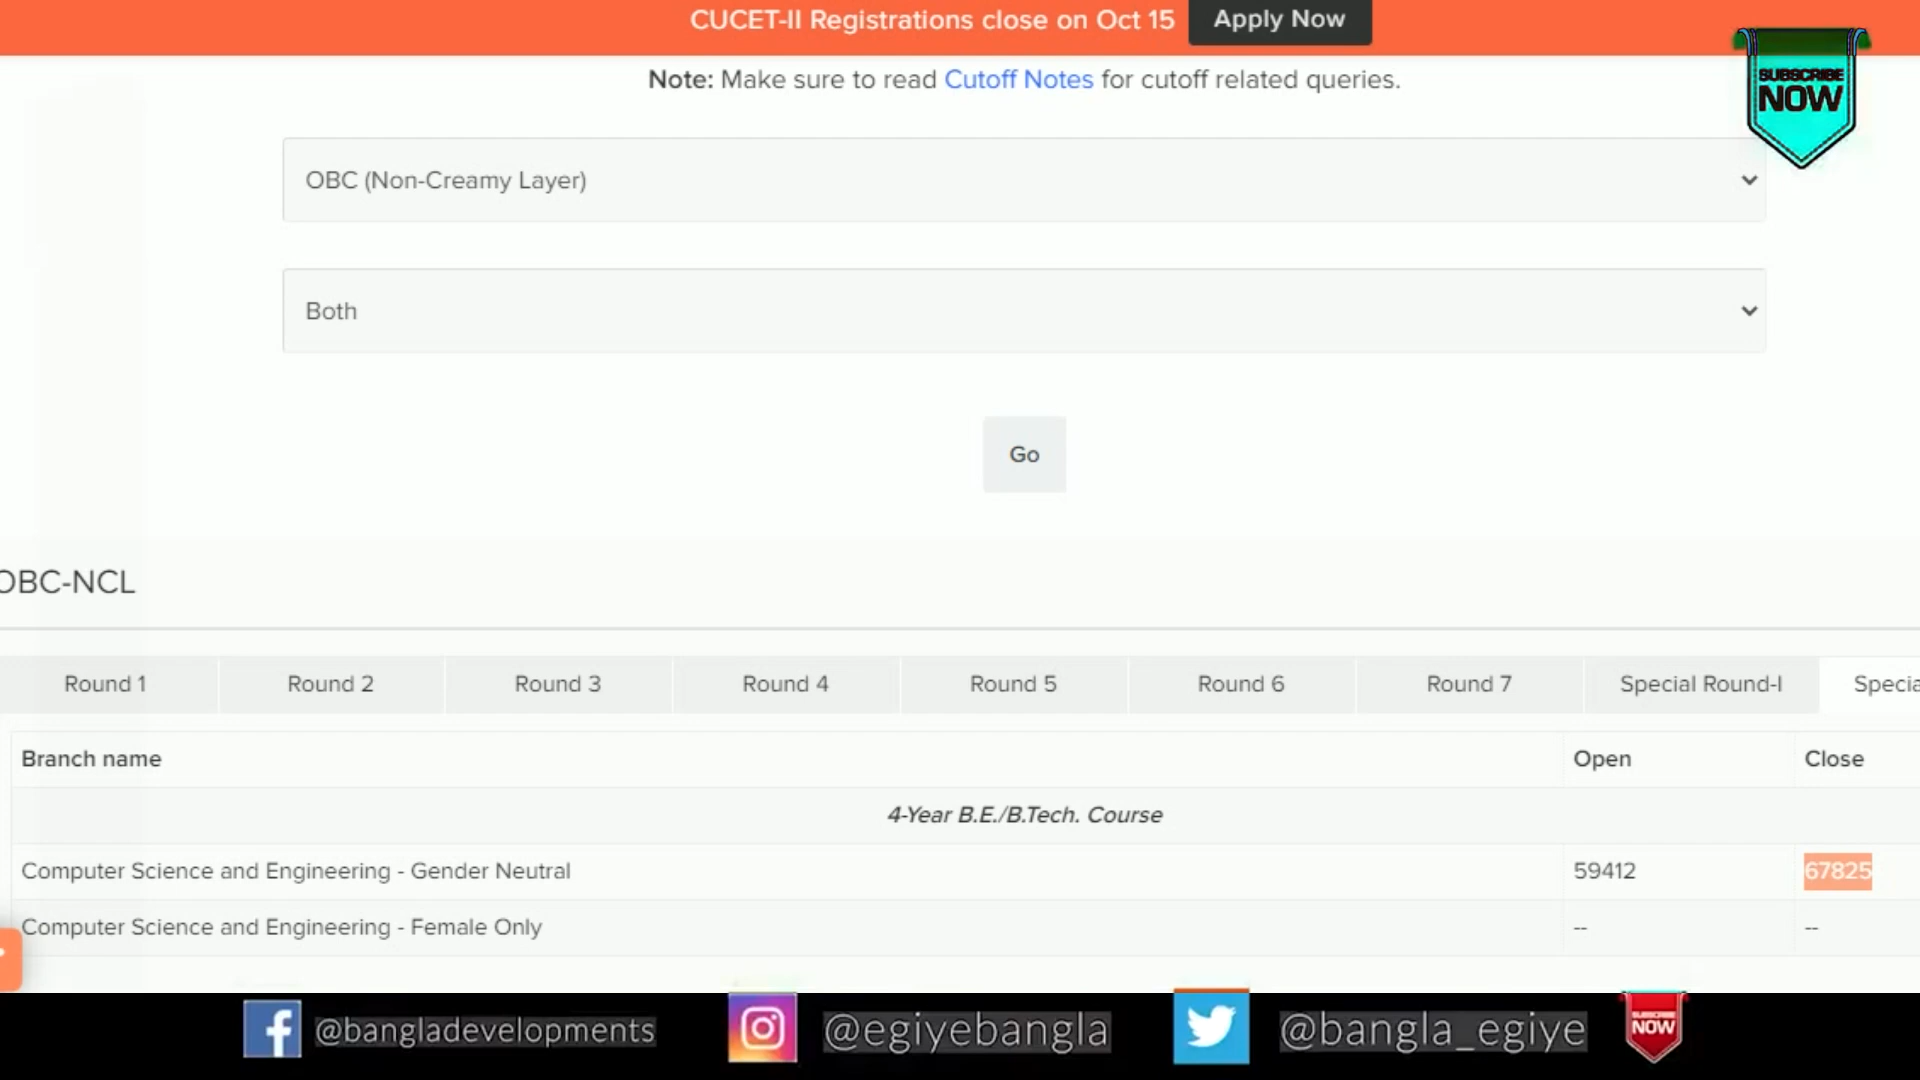 CUCET-II Registrations close on Oct 15 Apply Now
Note: Make sure to read Cutoff Notes for cutoff related queries.
SUBSCRIBE
NOW
OBC (Non-Creamy Layer)
Both
Go
OBC-NCL
Round 1 Round 2 Round 3 Round 4 Round 5 Round 6 Round 7 Special Round-I Specia
Branch name Open Close
4-Year B.E./B.Tech. Course
Computer Science and Engineering - Gender Neutral 59412 67825
Computer Science and Engineering - Female Only -- --
@bangladevelopments @egiyebangla @bangla_egiye SUBSCRIBE
NOW